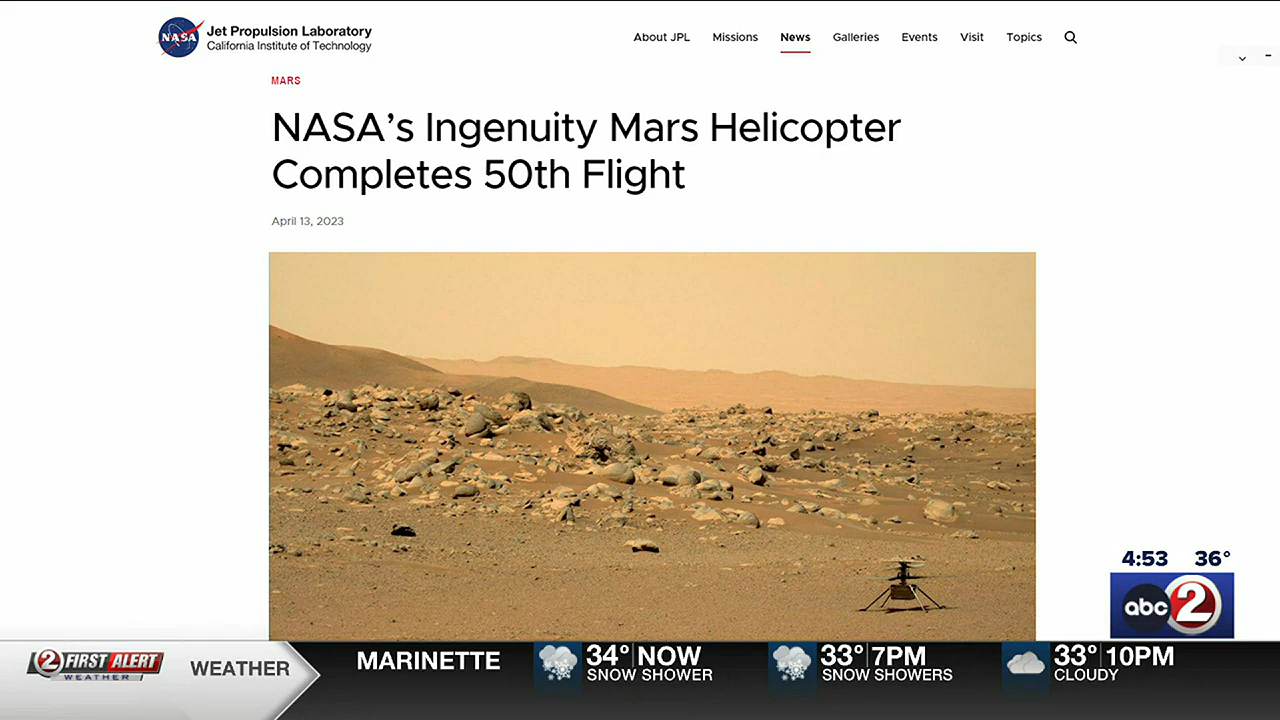 NASA
Jet Propulsion Laboratory
California Institute of Technology
About JPL Missions News Galleries Events Visit Topics
MARS
NASA's Ingenuity Mars Helicopter
Completes 50th Flight
April 13, 2023
4:53 36°
abc 2
2 FIRST ALERT
WEATHER
WEATHER
MARINETTE
34° NOW
SNOW SHOWER
33° 7PM
SNOW SHOWERS
33° 10PM
CLOUDY